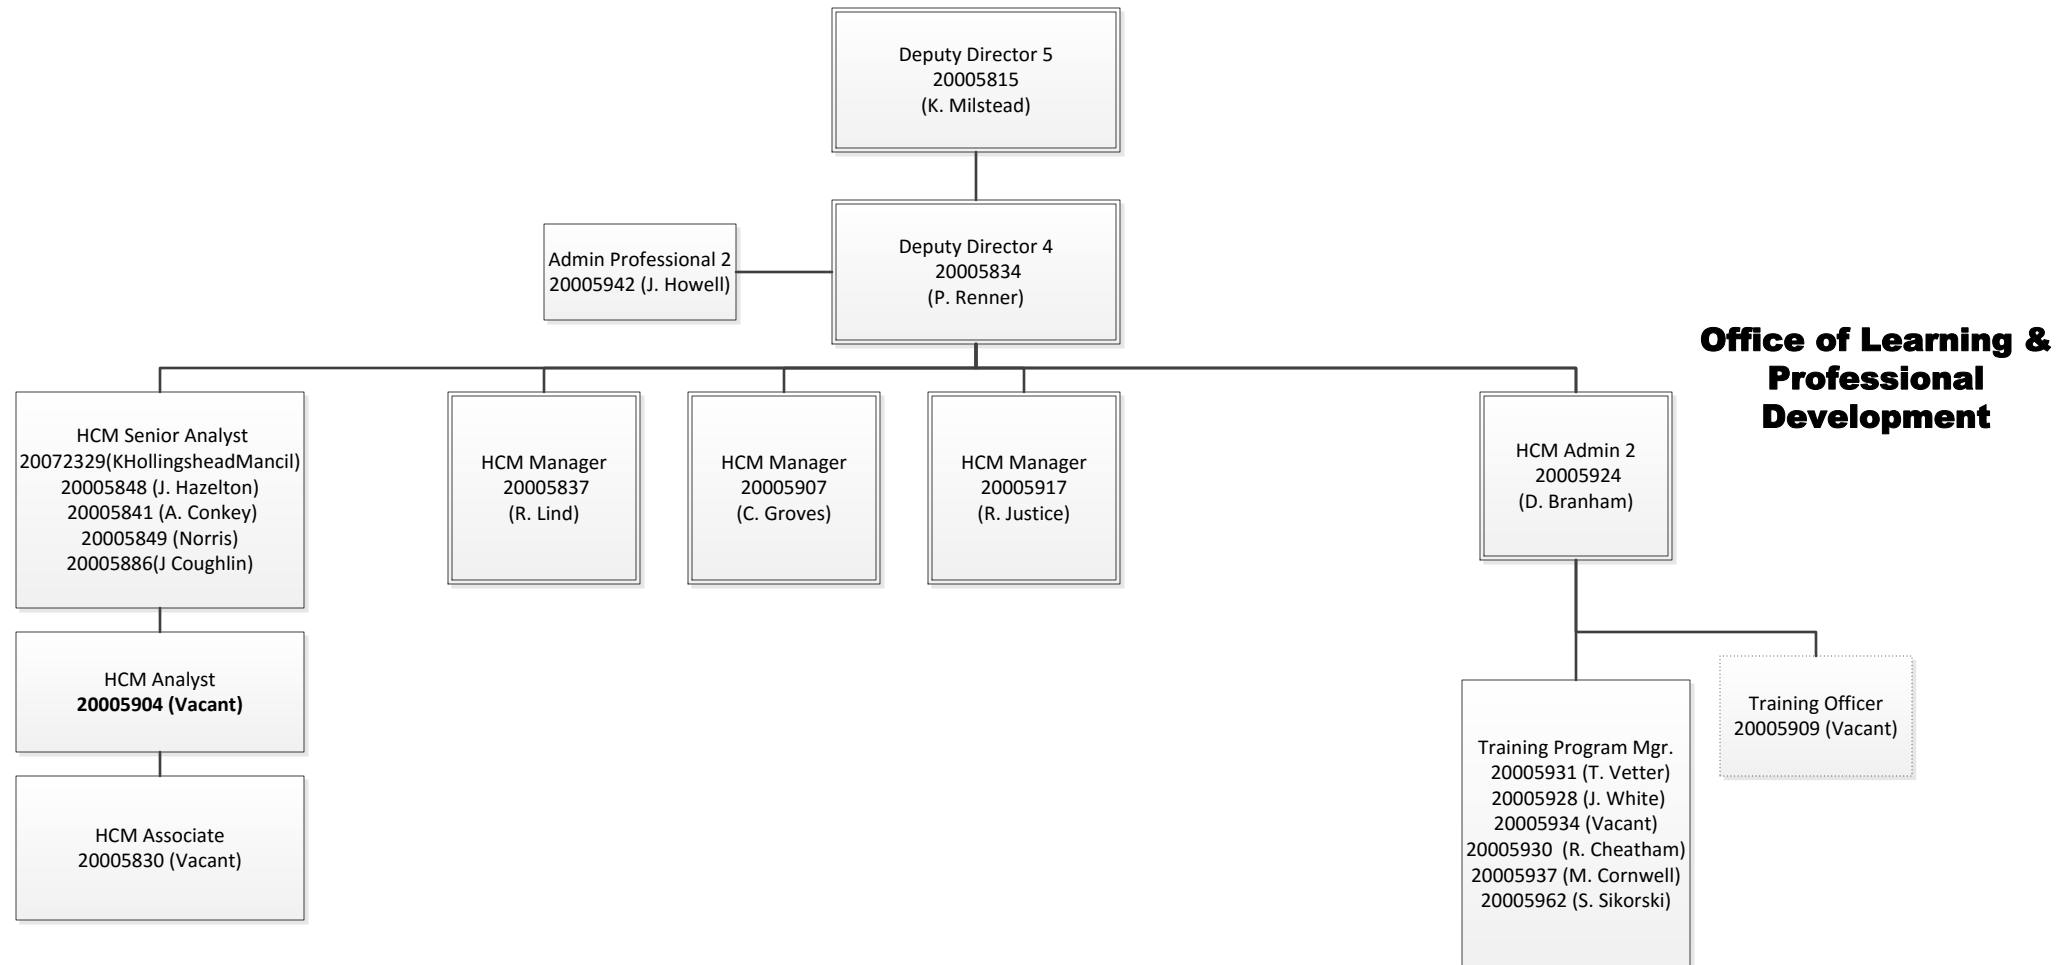 Deputy Director 5
20005815
(K. Milstead)
Deputy Director 4
20005834
(P. Renner)
Admin Professional 2
20005942 (J. Howell)
Office of Learning &
Professional
Development
HCM Senior Analyst
20072329(KHollingsheadMancil)
20005848 (J. Hazelton)
20005841 (A. Conkey)
20005849 (Norris)
20005886(J Coughlin)
HCM Manager
20005837
(R. Lind)
HCM Manager
20005907
(C. Groves)
HCM Manager
20005917
(R. Justice)
HCM Admin 2
20005924
(D. Branham)
HCM Analyst
20005904 (Vacant)
HCM Associate
20005830 (Vacant)
Training Program Mgr.
20005931 (T. Vetter)
20005928 (J. White)
20005934 (Vacant)
20005930  (R. Cheatham)
20005937 (M. Cornwell)
20005962 (S. Sikorski)
Training Officer
20005909 (Vacant)